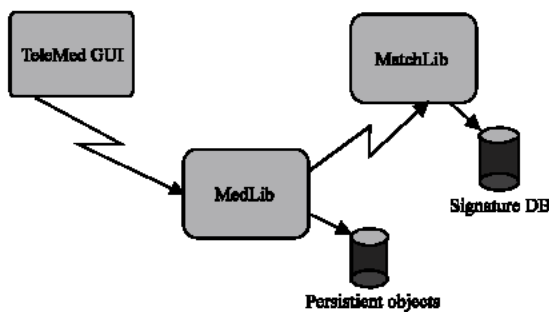 TeleMed GUI
MatchLib
MedLib
Signature DB
Persistient objects